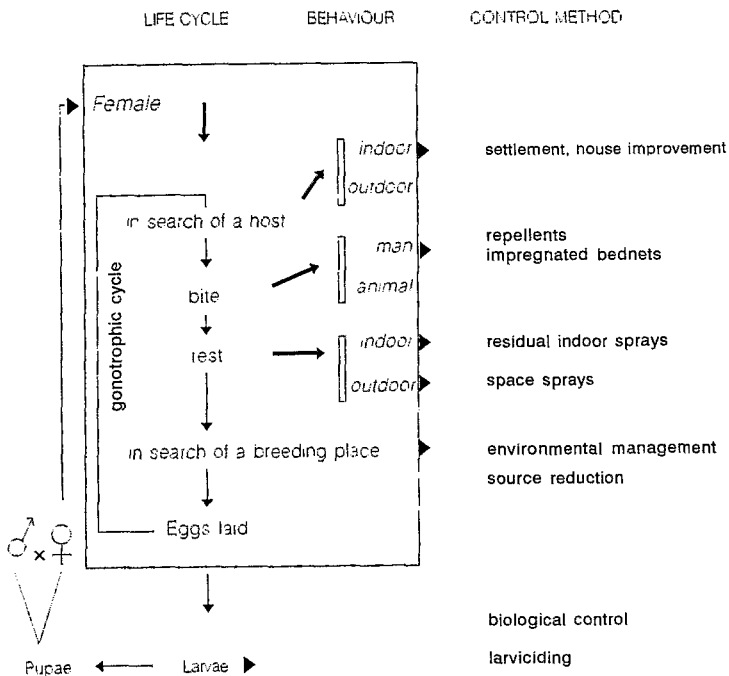 LIFE CYCLE BEHAVIOUR CONTROL METHOD
Female
indoor settlement, house improvement
outdoor
in search of a host
man repellents
impregnated bednets
animal
bite
gonotrophic cycle
indoor residual indoor sprays
rest
outdoor space sprays
in search of a breeding place environmental management
source reduction
Eggs laid
♂ × ♀
biological control
Pupae Larvae larviciding